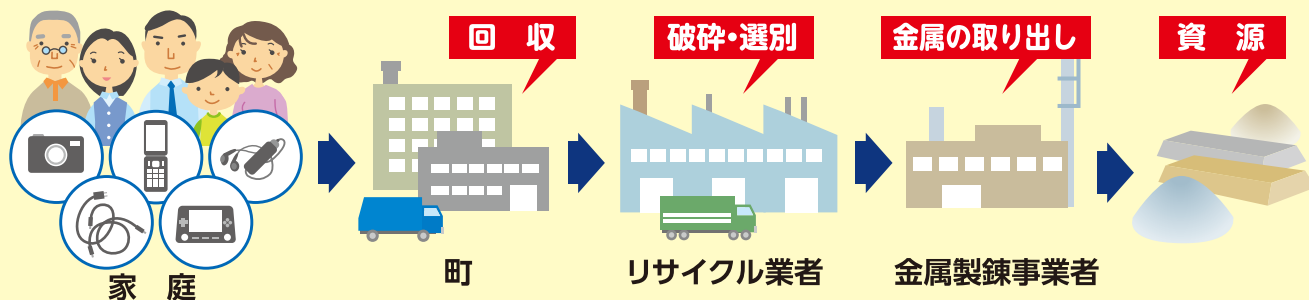 回　収
破砕・選別
金属の取り出し
資　源
家　庭
町
リサイクル業者
金属製錬事業者